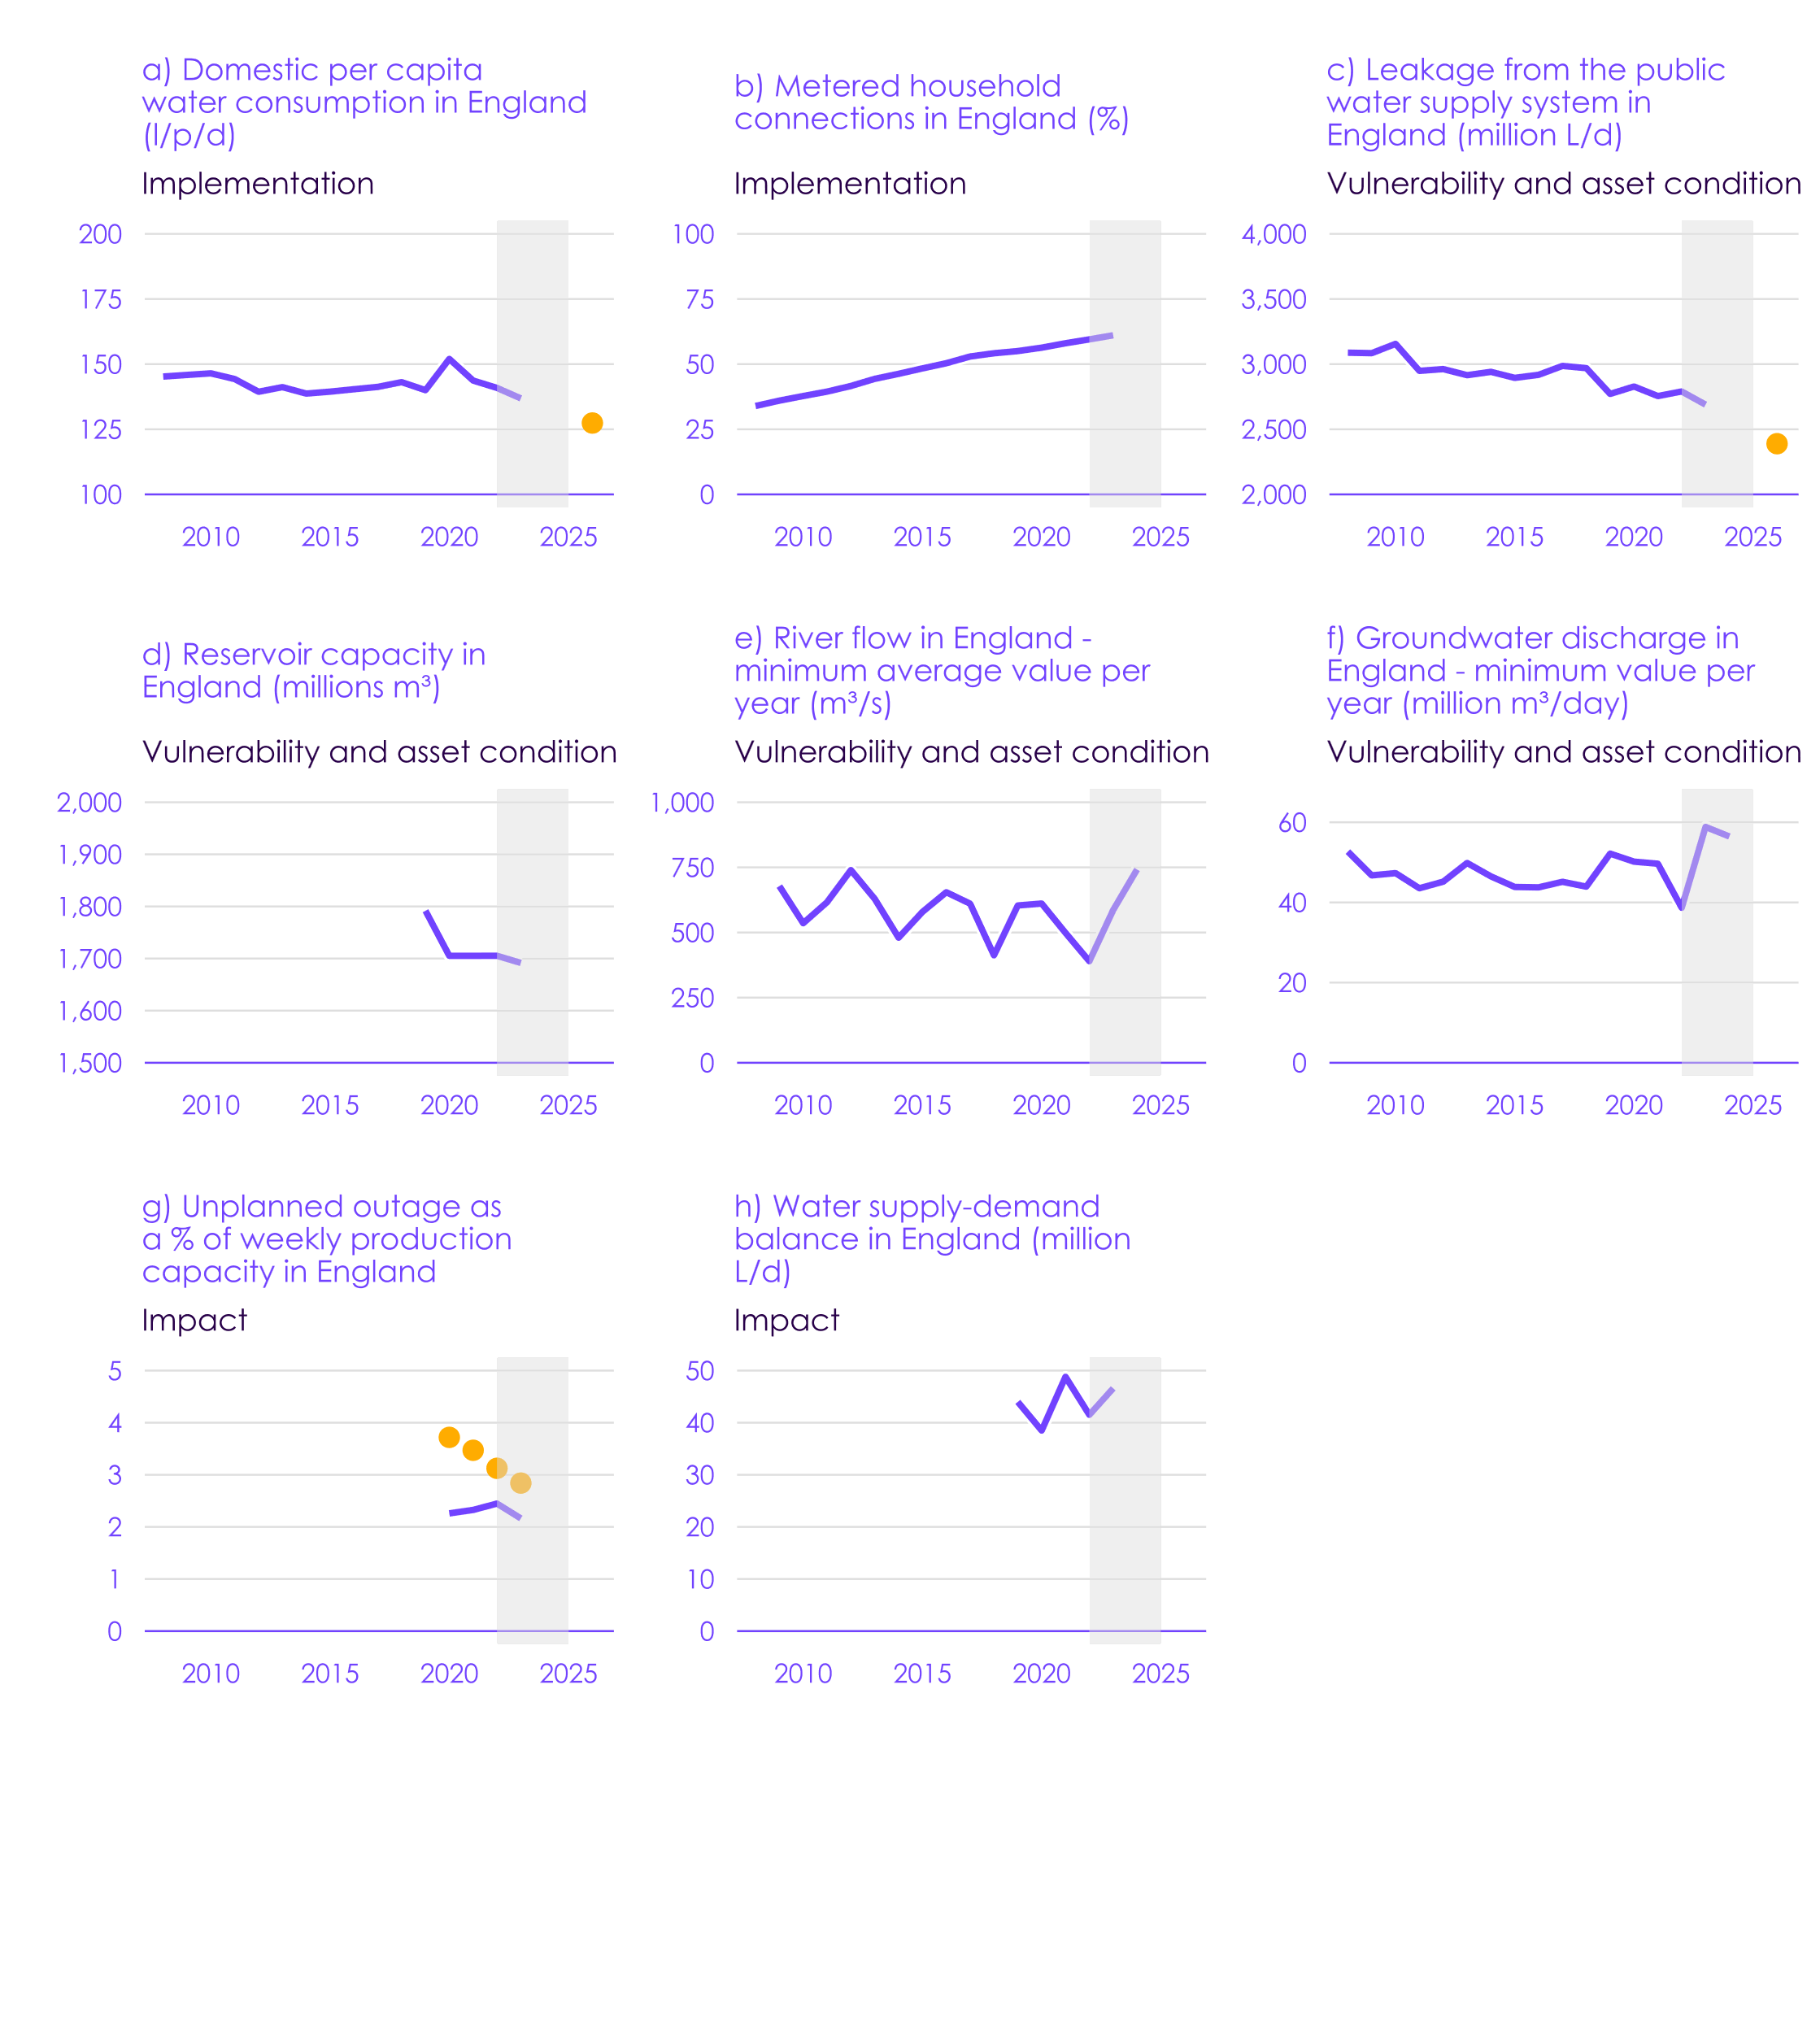 a) Domestic per capita
water consumption in England
(l/p/d)
Implementation
200
175
150
125
100
2010 2015 2020 2025
b) Metered household
connections in England (%)
Implementation
100
75
50
25
0
2010 2015 2020 2025
c) Leakage from the public
water supply system in
England (million L/d)
Vulnerability and asset condition
4,000
3,500
3,000
2,500
2,000
2010 2015 2020 2025
d) Reservoir capacity in
England (millions m³)
Vulnerability and asset condition
2,000
1,900
1,800
1,700
1,600
1,500
2010 2015 2020 2025
e) River flow in England -
minimum average value per
year (m³/s)
Vulnerability and asset condition
1,000
750
500
250
0
2010 2015 2020 2025
f) Groundwater discharge in
England - minimum value per
year (million m³/day)
Vulnerability and asset condition
60
40
20
0
2010 2015 2020 2025
g) Unplanned outage as
a % of weekly production
capacity in England
Impact
5
4
3
2
1
0
2010 2015 2020 2025
h) Water supply-demand
balance in England (million
L/d)
Impact
50
40
30
20
10
0
2010 2015 2020 2025